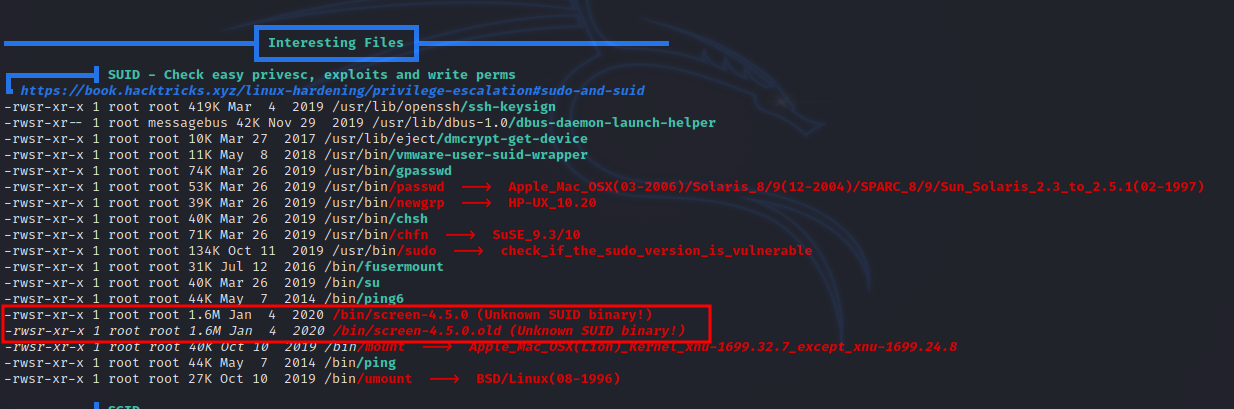 Interesting Files
SUID - Check easy privesc, exploits and write perms
https://book.hacktricks.xyz/linux-hardening/privilege-escalation#sudo-and-suid
-rwsr-xr-x 1 root root 419K Mar  4  2019 /usr/lib/openssh/ssh-keysign
-rwsr-xr-- 1 root messagebus 42K Nov 29  2019 /usr/lib/dbus-1.0/dbus-daemon-launch-helper
-rwsr-xr-x 1 root root 10K Mar 27  2017 /usr/lib/eject/dmcrypt-get-device
-rwsr-xr-x 1 root root 11K May  8  2018 /usr/bin/vmware-user-suid-wrapper
-rwsr-xr-x 1 root root 74K Mar 26  2019 /usr/bin/gpasswd
-rwsr-xr-x 1 root root 53K Mar 26  2019 /usr/bin/passwd  --->  Apple_Mac_OSX(03-2006)/Solaris_8/9(12-2004)/SPARC_8/9/Sun_Solaris_2.3_to_2.5.1(02-1997)
-rwsr-xr-x 1 root root 39K Mar 26  2019 /usr/bin/newgrp  --->  HP-UX_10.20
-rwsr-xr-x 1 root root 40K Mar 26  2019 /usr/bin/chsh
-rwsr-xr-x 1 root root 71K Mar 26  2019 /usr/bin/chfn  --->  SuSE_9.3/10
-rwsr-xr-x 1 root root 134K Oct 11  2019 /usr/bin/sudo  --->  check_if_the_sudo_version_is_vulnerable
-rwsr-xr-x 1 root root 31K Jul 12  2016 /bin/fusermount
-rwsr-xr-x 1 root root 40K Mar 26  2019 /bin/su
-rwsr-xr-x 1 root root 44K May  7  2014 /bin/ping6
-rwsr-xr-x 1 root root 1.6M Jan  4  2020 /bin/screen-4.5.0 (Unknown SUID binary!)
-rwsr-xr-x 1 root root 1.6M Jan  4  2020 /bin/screen-4.5.0.old (Unknown SUID binary!)
-rwsr-xr-x 1 root root 40K Oct 10  2019 /bin/mount  --->  Apple_Mac_OSX(Lion)_Kernel_xnu-1699.32.7_except_xnu-1699.24.8
-rwsr-xr-x 1 root root 44K May  7  2014 /bin/ping
-rwsr-xr-x 1 root root 27K Oct 10  2019 /bin/umount  --->  BSD/Linux(08-1996)